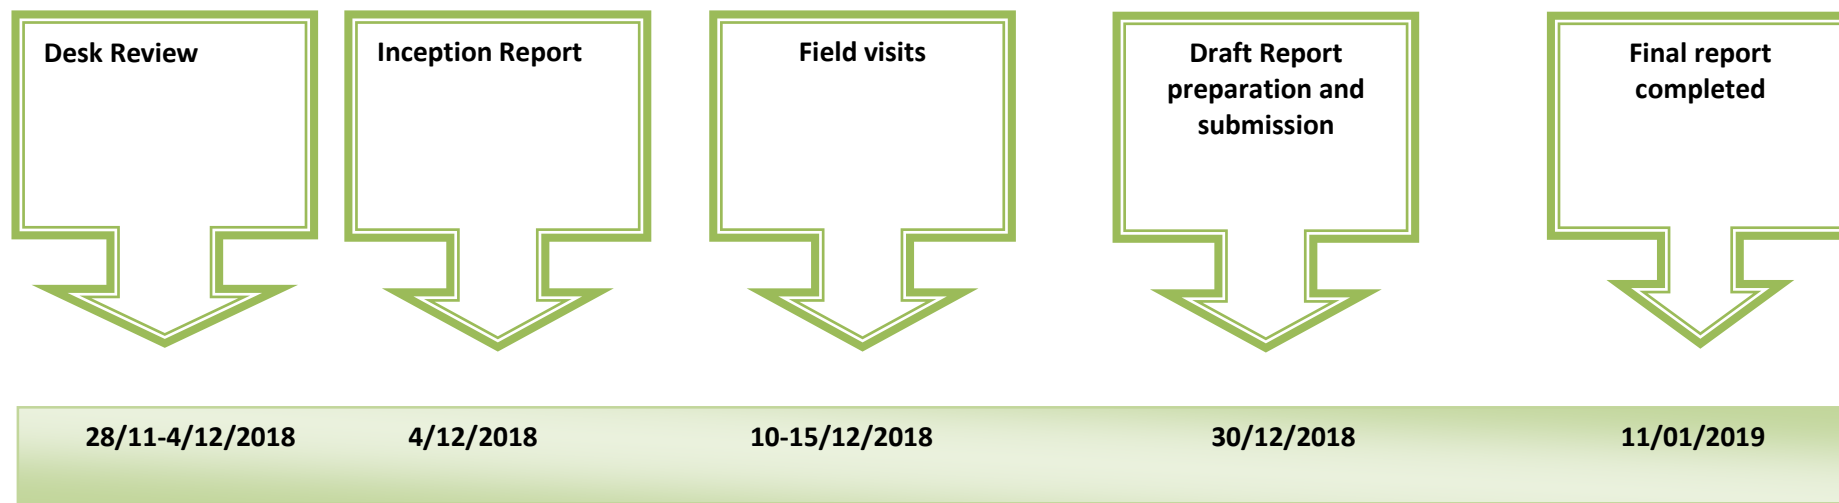 Desk Review
Inception Report
Field visits
Draft Report
preparation and
submission
Final report
completed
28/11-4/12/2018
4/12/2018
10-15/12/2018
30/12/2018
11/01/2019